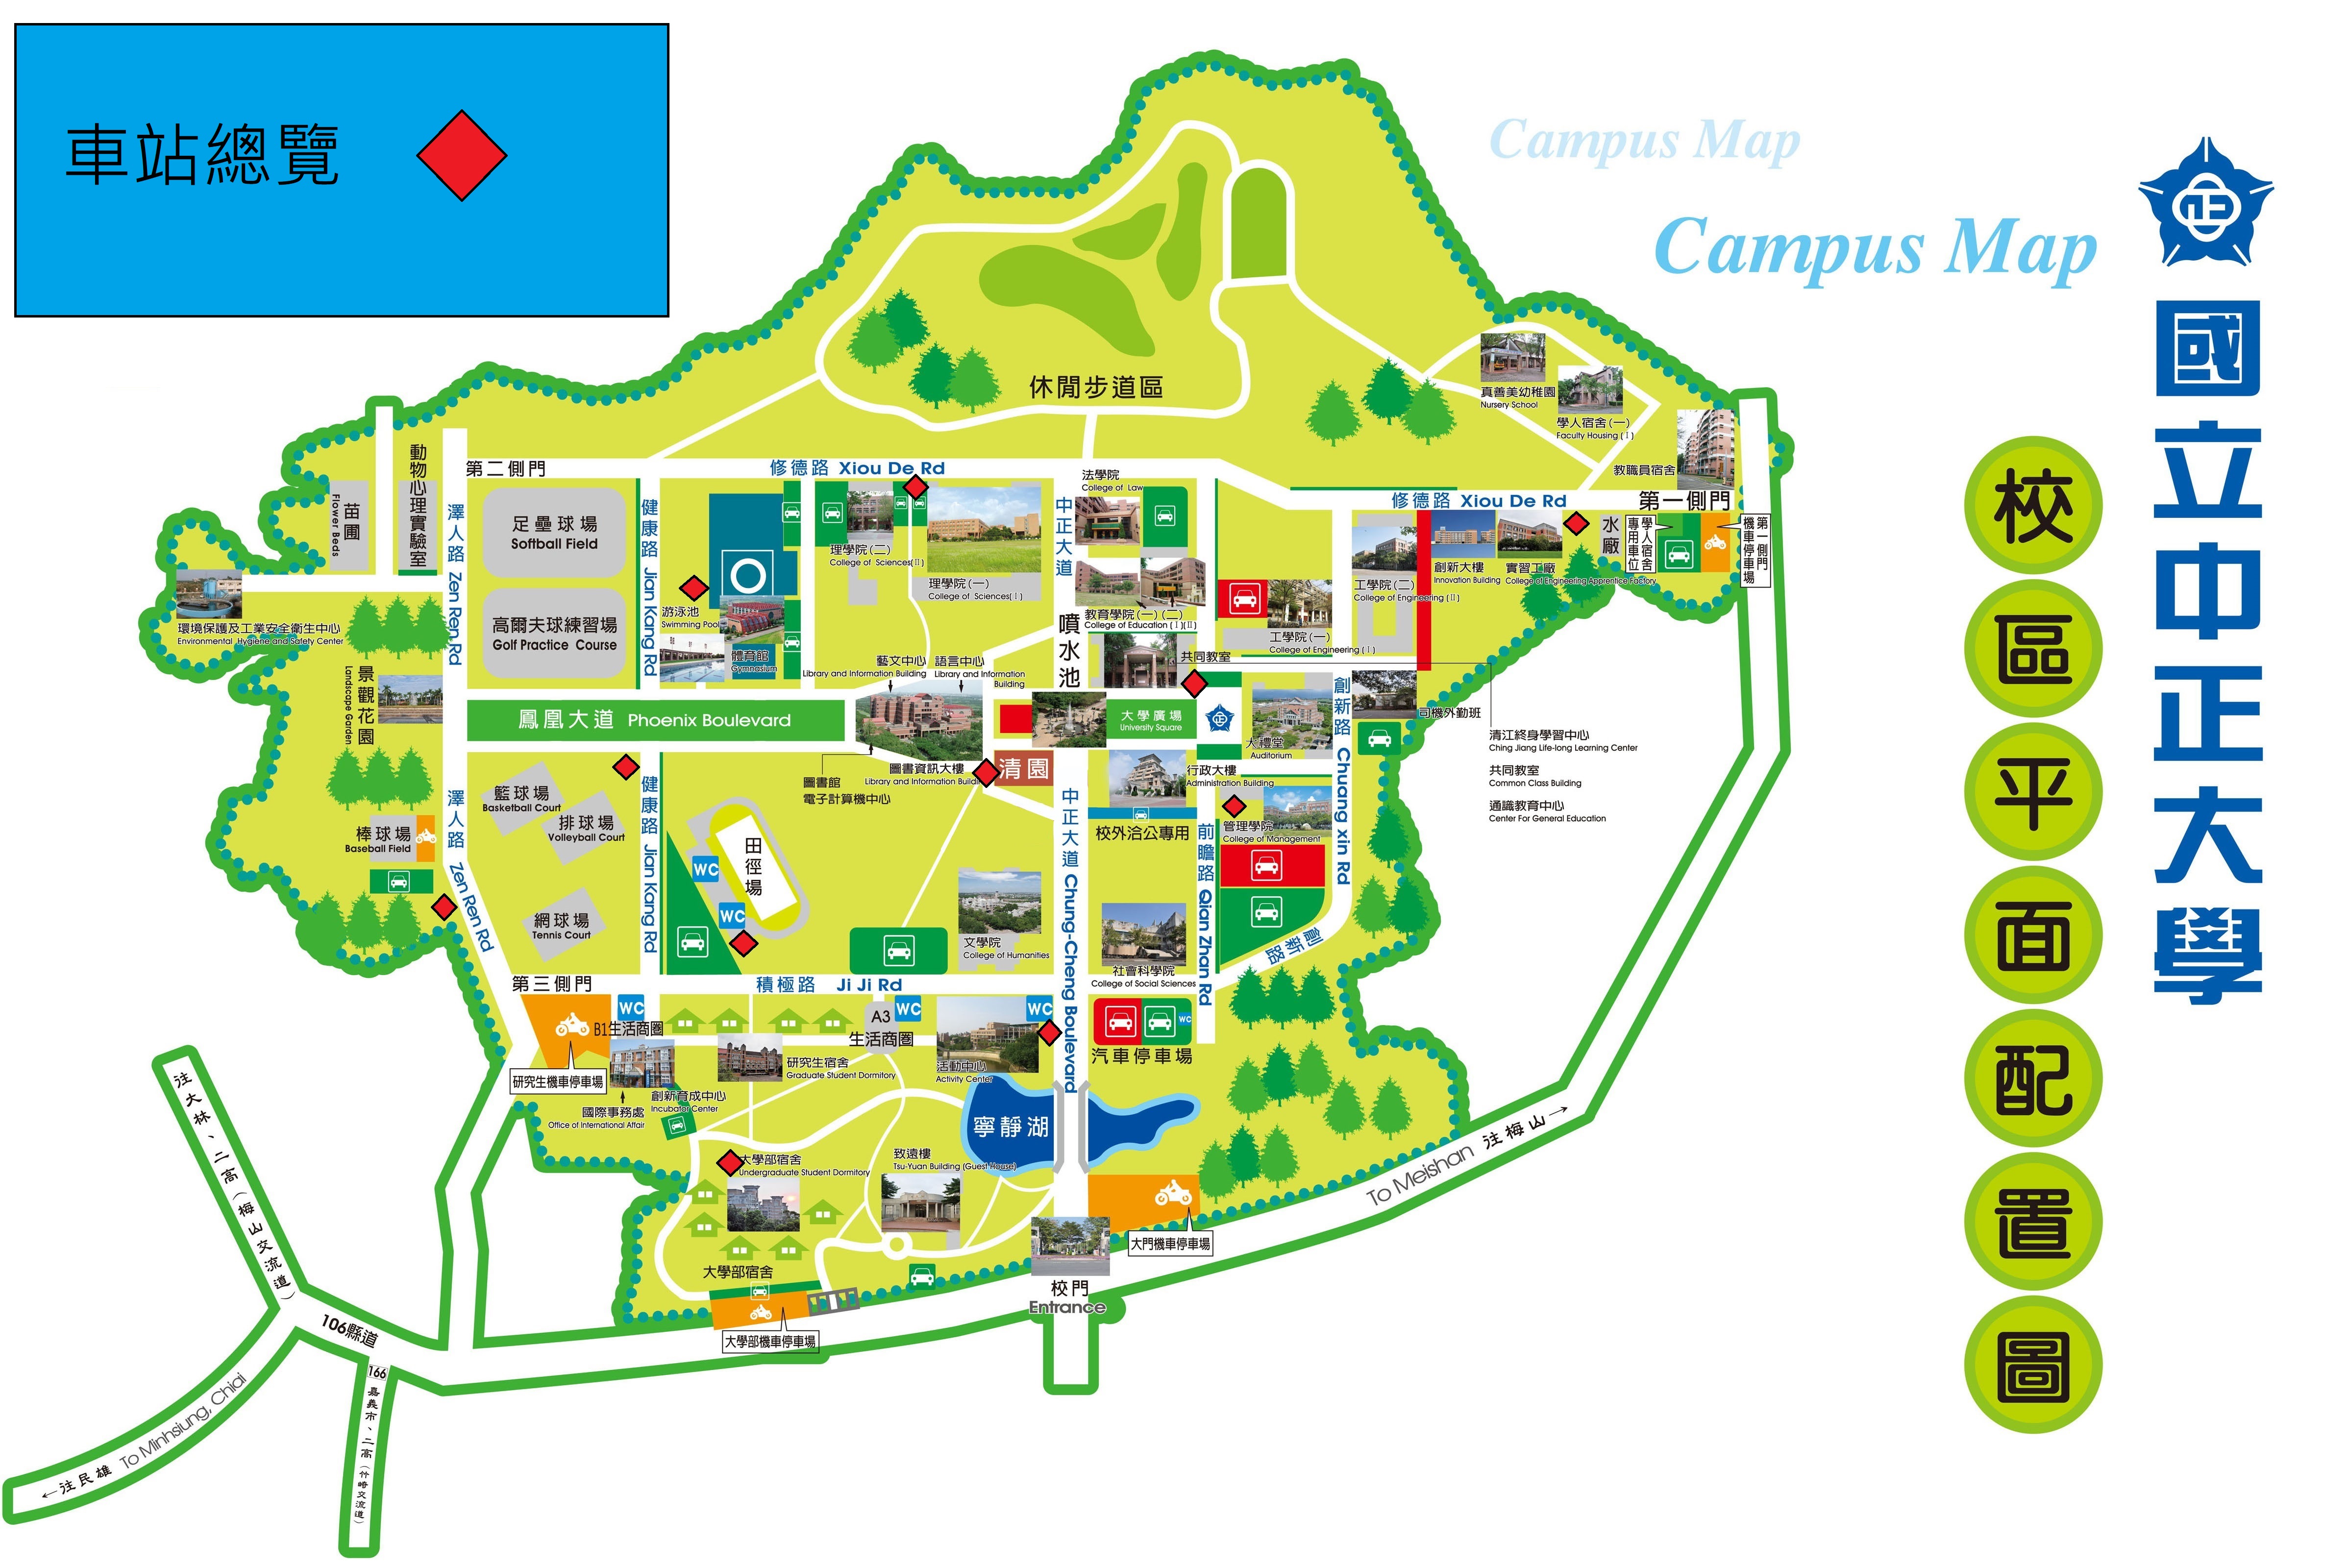 車站總覽
Campus Map
Campus Map
國立中正大學
校區平面配置圖
休閒步道區
真善美幼稚園
Nursery School
學人宿舍(一)
Faculty Housing (I)
教職員宿舍
第二側門
修德路 Xiou De Rd
修德路 Xiou De Rd
第一側門
動物心理實驗室
苗圃
Flower Beds
澤人路 Zen Ren Rd
足壘球場
Softball Field
高爾夫球練習場
Golf Practice Course
健康路 Jian Kang Rd
游泳池
Swimming Pool
體育館
Gymnasium
理學院(二)
College of Sciences(II)
理學院(一)
College of Sciences(I)
中正大道
法學院
College of Law
教育學院(一)(二)
College of Education (I)(II)
工學院(一)
College of Engineering (I)
工學院(二)
College of Engineering (II)
創新大樓
Innovation Building
實習工廠
College of Engineering Apprentice Factory
水廠
學人宿舍專用車位
第一側門機車停車場
環境保護及工業安全衛生中心
Environmental Hygiene and Safety Center
景觀花園
Landscape Garden
鳳凰大道 Phoenix Boulevard
藝文中心
Library and Information Building
語言中心
Library and Information
Building
噴水池
共同教室
大學廣場
University Square
大禮堂
Auditorium
創新路 Chuang xin Rd
司機外勤班
清江終身學習中心
Ching Jiang Life-long Learning Center
共同教室
Common Class Building
通識教育中心
Center For General Education
圖書館
電子計算機中心
圖書資訊大樓
Library and Information Building
清園
行政大樓
Administration Building
校外洽公專用
管理學院
College of Management
前瞻路 Qian Zhan Rd
創新路
籃球場
Basketball Court
排球場
Volleyball Court
網球場
Tennis Court
棒球場
Baseball Field
澤人路 Zen Ren Rd
健康路 Jian Kang Rd
田徑場
WC
WC
中正大道 Chung-Cheng Boulevard
文學院
College of Humanities
社會科學院
College of Social Sciences
第三側門
積極路 Ji Ji Rd
WC
B1生活商圈
A3
WC
生活商圈
WC
WC
汽車停車場
研究生機車停車場
研究生宿舍
Graduate Student Dormitory
活動中心
Activity Center
國際事務處
Office of International Affair
創新育成中心
Incubator Center
寧靜湖
大學部宿舍
Undergraduate Student Dormitory
致遠樓
Tsu-Yuan Building (Guest House)
大學部宿舍
大學部機車停車場
大門機車停車場
校門
Entrance
To Meishan 往梅山→
往大林、二高(梅山交流道)
106縣道
166
嘉義市、二高(竹崎交流道)
←往民雄 To Minhsiung, Chiai